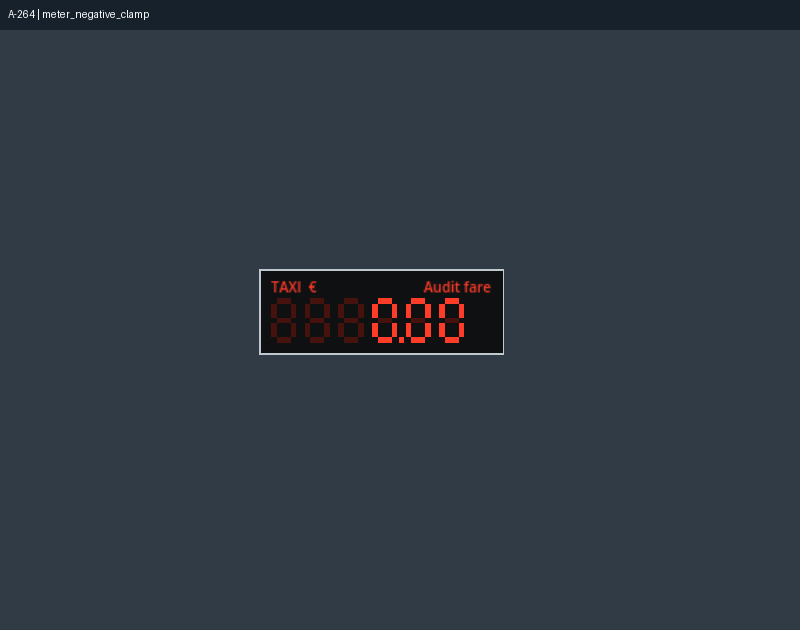 A-264 | meter_negative_clamp
TAXI € Audit fare
0.00